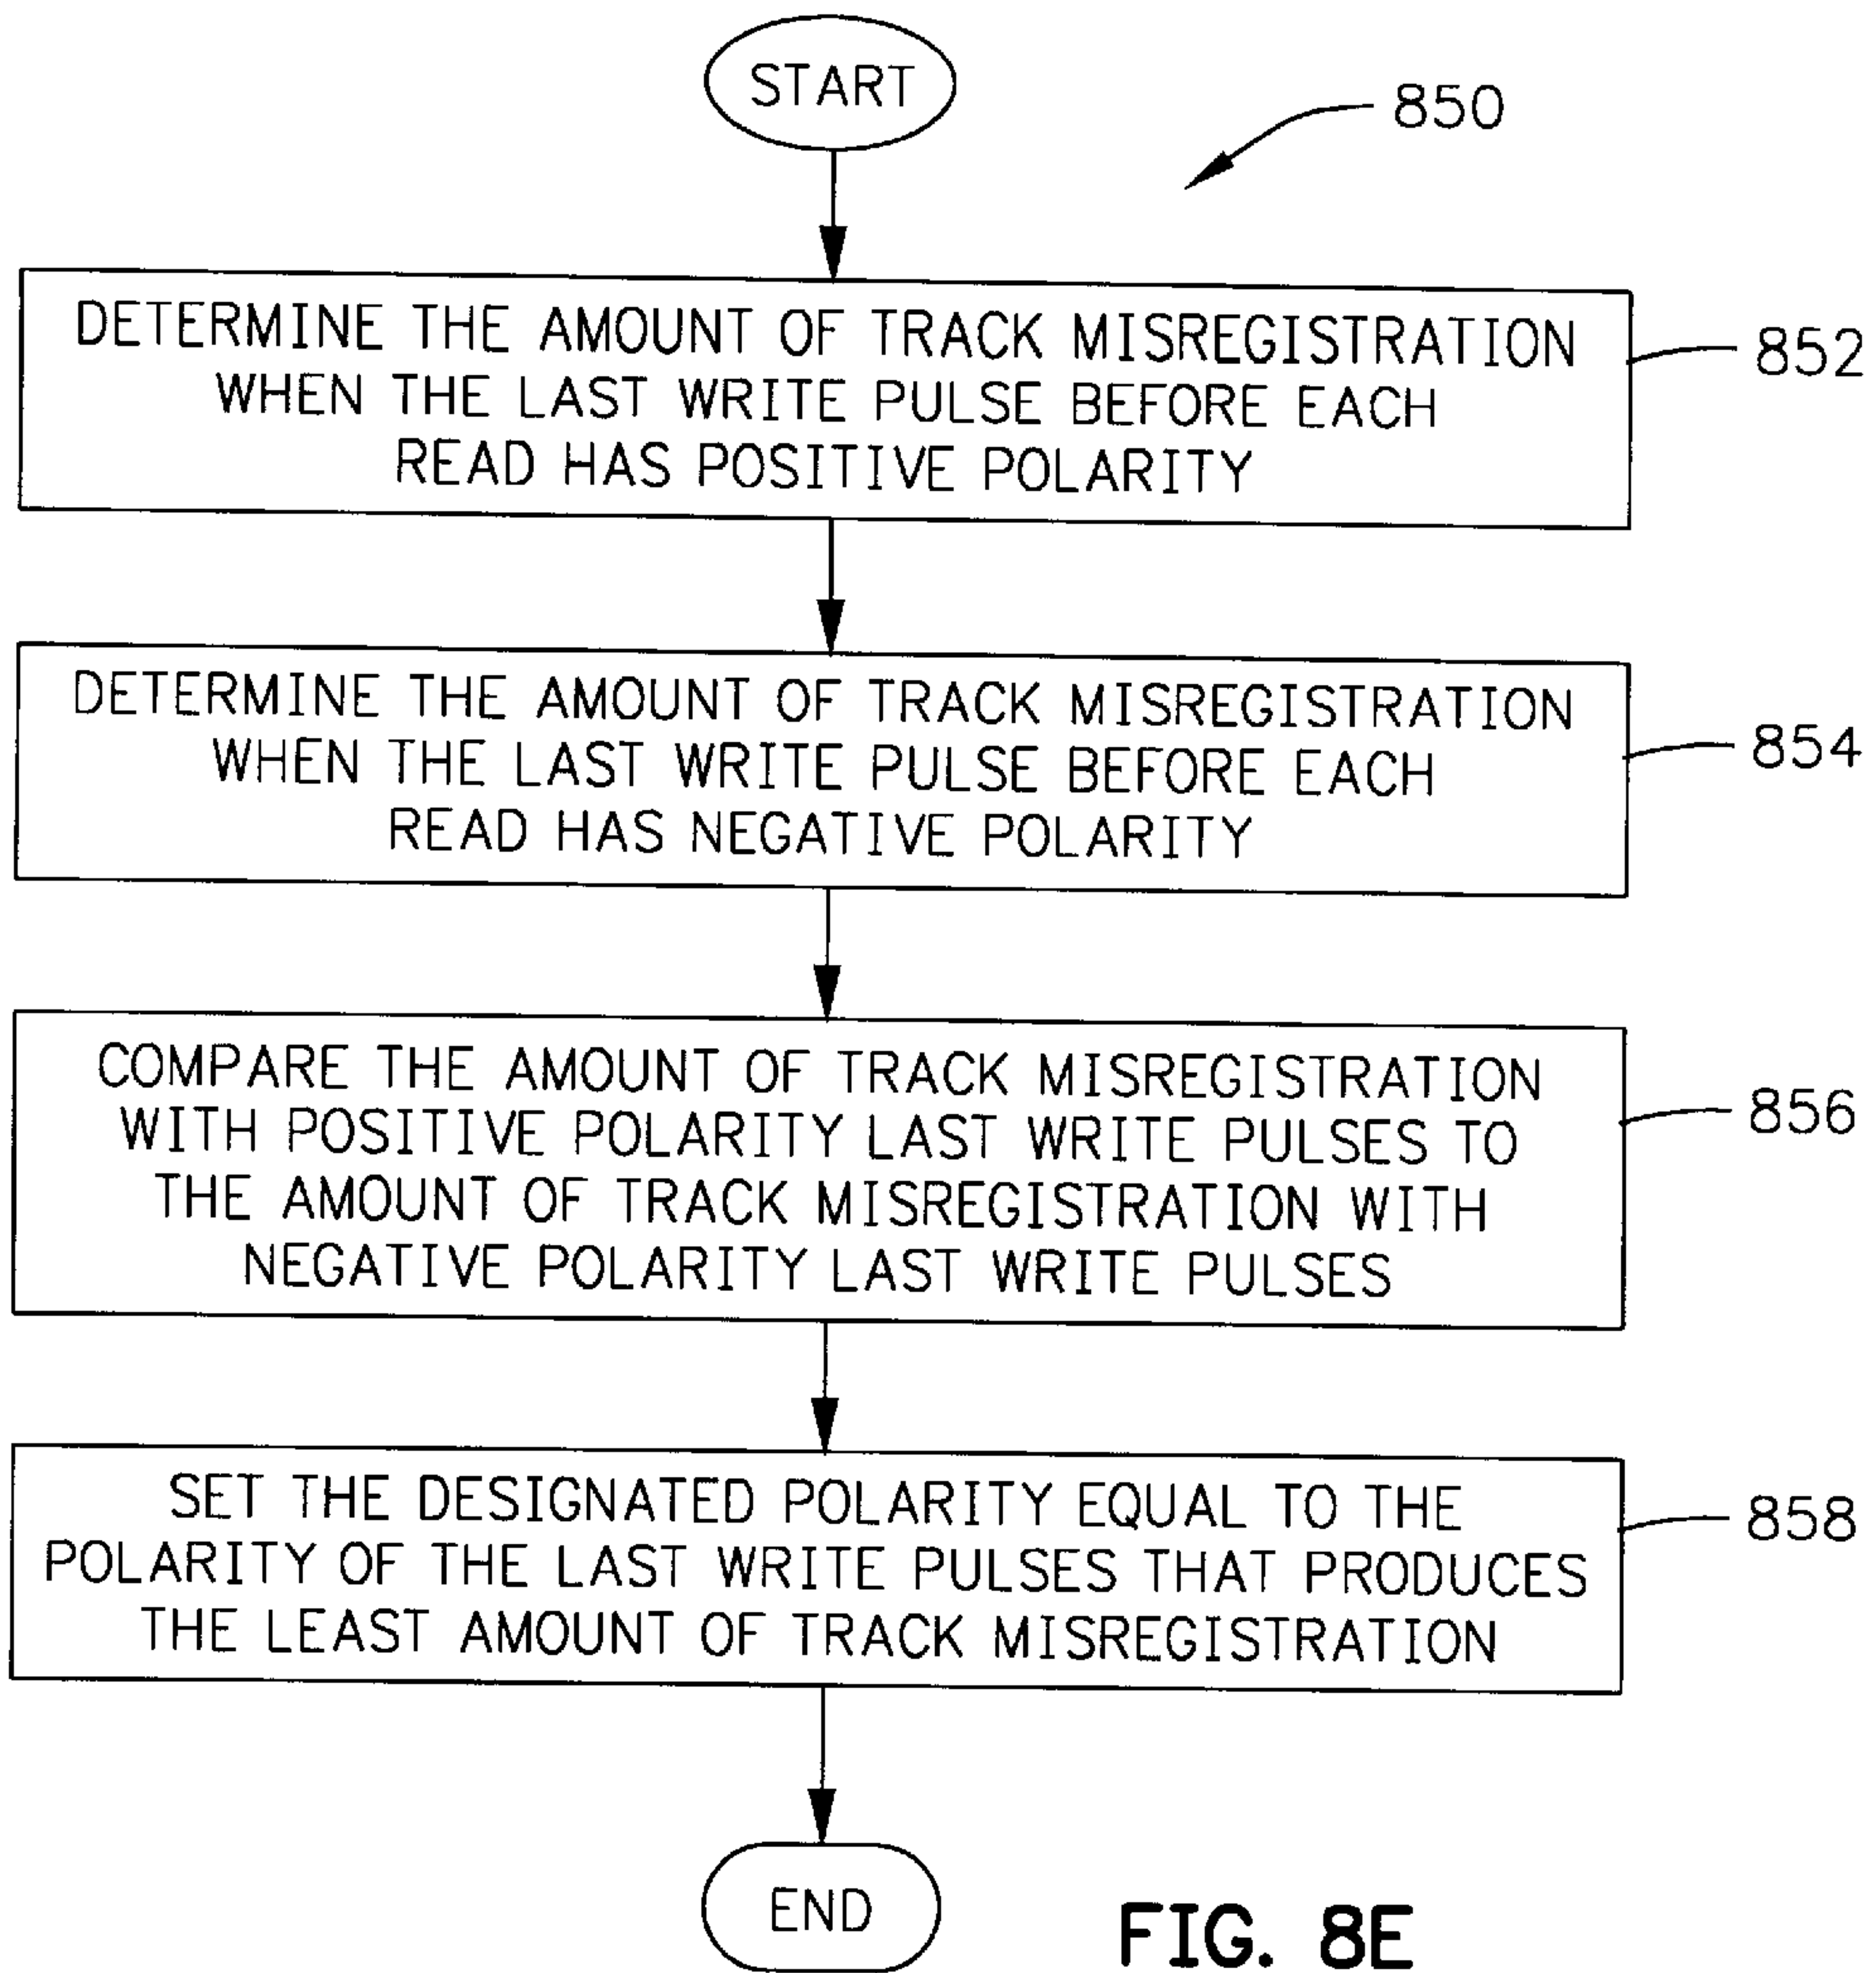 START
850
DETERMINE THE AMOUNT OF TRACK MISREGISTRATION
WHEN THE LAST WRITE PULSE BEFORE EACH
READ HAS POSITIVE POLARITY
852
DETERMINE THE AMOUNT OF TRACK MISREGISTRATION
WHEN THE LAST WRITE PULSE BEFORE EACH
READ HAS NEGATIVE POLARITY
854
COMPARE THE AMOUNT OF TRACK MISREGISTRATION
WITH POSITIVE POLARITY LAST WRITE PULSES TO
THE AMOUNT OF TRACK MISREGISTRATION WITH
NEGATIVE POLARITY LAST WRITE PULSES
856
SET THE DESIGNATED POLARITY EQUAL TO THE
POLARITY OF THE LAST WRITE PULSES THAT PRODUCES
THE LEAST AMOUNT OF TRACK MISREGISTRATION
858
END
FIG. 8E